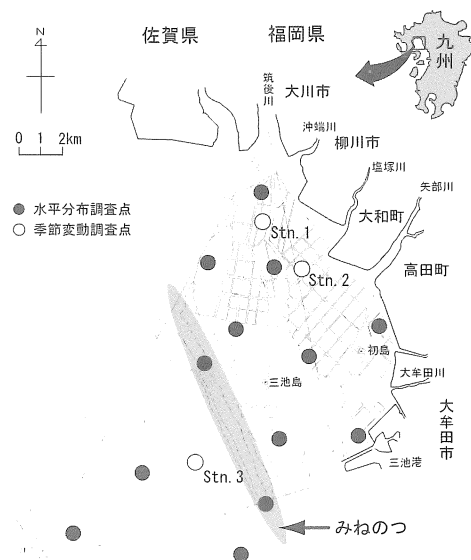 佐賀県
福岡県
九州
N
筑後川
大川市
沖端川
柳川市
0 1 2km
塩塚川
矢部川
水平分布調査点
季節変動調査点
大和町
Stn. 1
高田町
Stn. 2
初島
三池島
大牟田川
大牟田市
三池港
Stn. 3
みねのつ